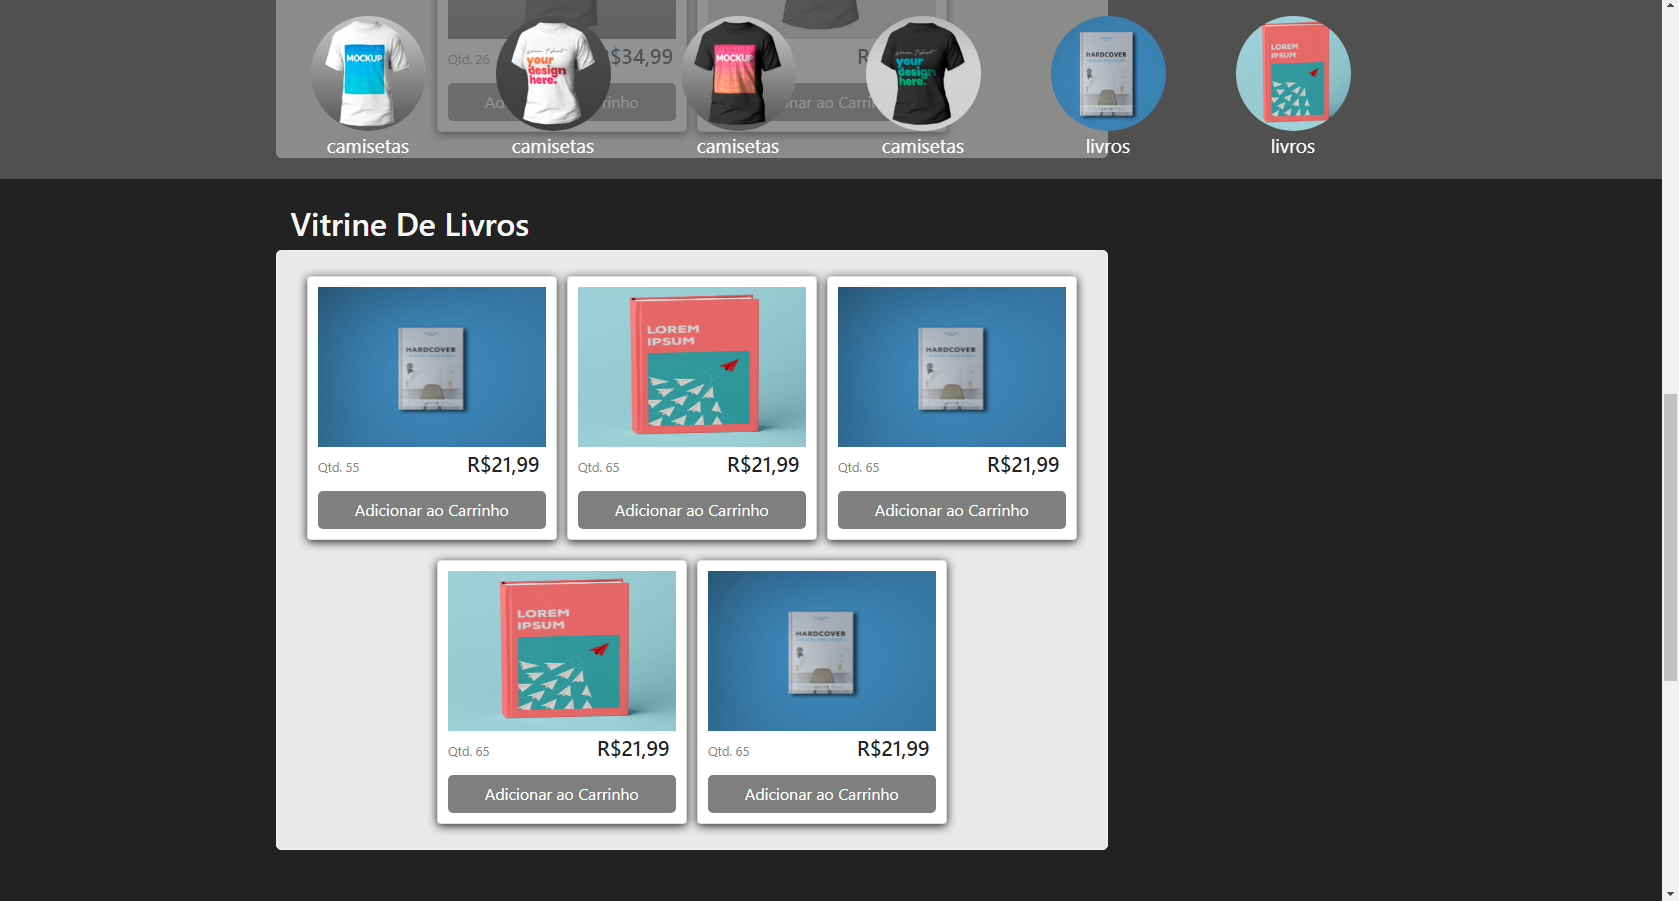 MOCKUP
your
design
here.
MOCKUP
your
design
here.
HARDCOVER
LOREM
IPSUM
Qtd. 26
$34,99
R
Ad
rinho
nar ao Carri
camisetas
camisetas
camisetas
camisetas
livros
livros
Vitrine De Livros
HARDCOVER
LOREM
IPSUM
HARDCOVER
Qtd. 55
R$21,99
Qtd. 65
R$21,99
Qtd. 65
R$21,99
Adicionar ao Carrinho
Adicionar ao Carrinho
Adicionar ao Carrinho
LOREM
IPSUM
HARDCOVER
Qtd. 65
R$21,99
Qtd. 65
R$21,99
Adicionar ao Carrinho
Adicionar ao Carrinho